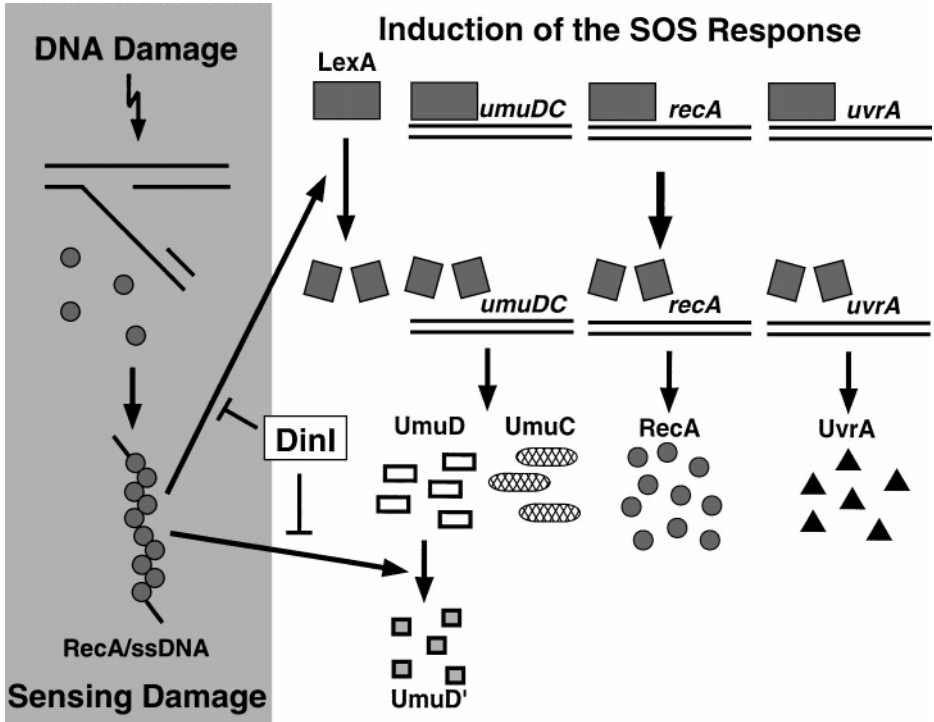 Induction of the SOS Response
DNA Damage
LexA
umuDC
recA
uvrA
umuDC
recA
uvrA
DinI
UmuD
UmuC
RecA
UvrA
RecA/ssDNA
Sensing Damage
UmuD'